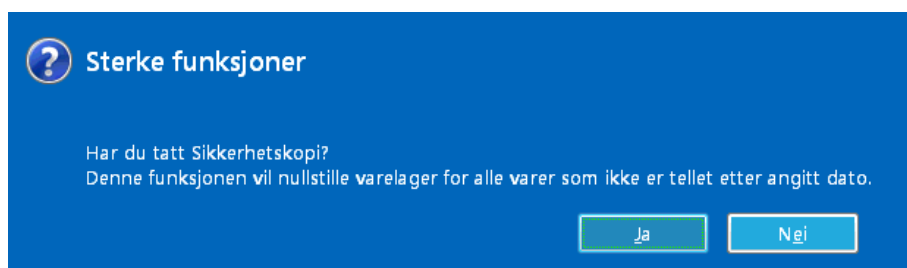 Sterke funksjoner
Har du tatt Sikkerhetskopi?
Denne funksjonen vil nullstille varelager for alle varer som ikke er tellet etter angitt dato.
Ja
Nei